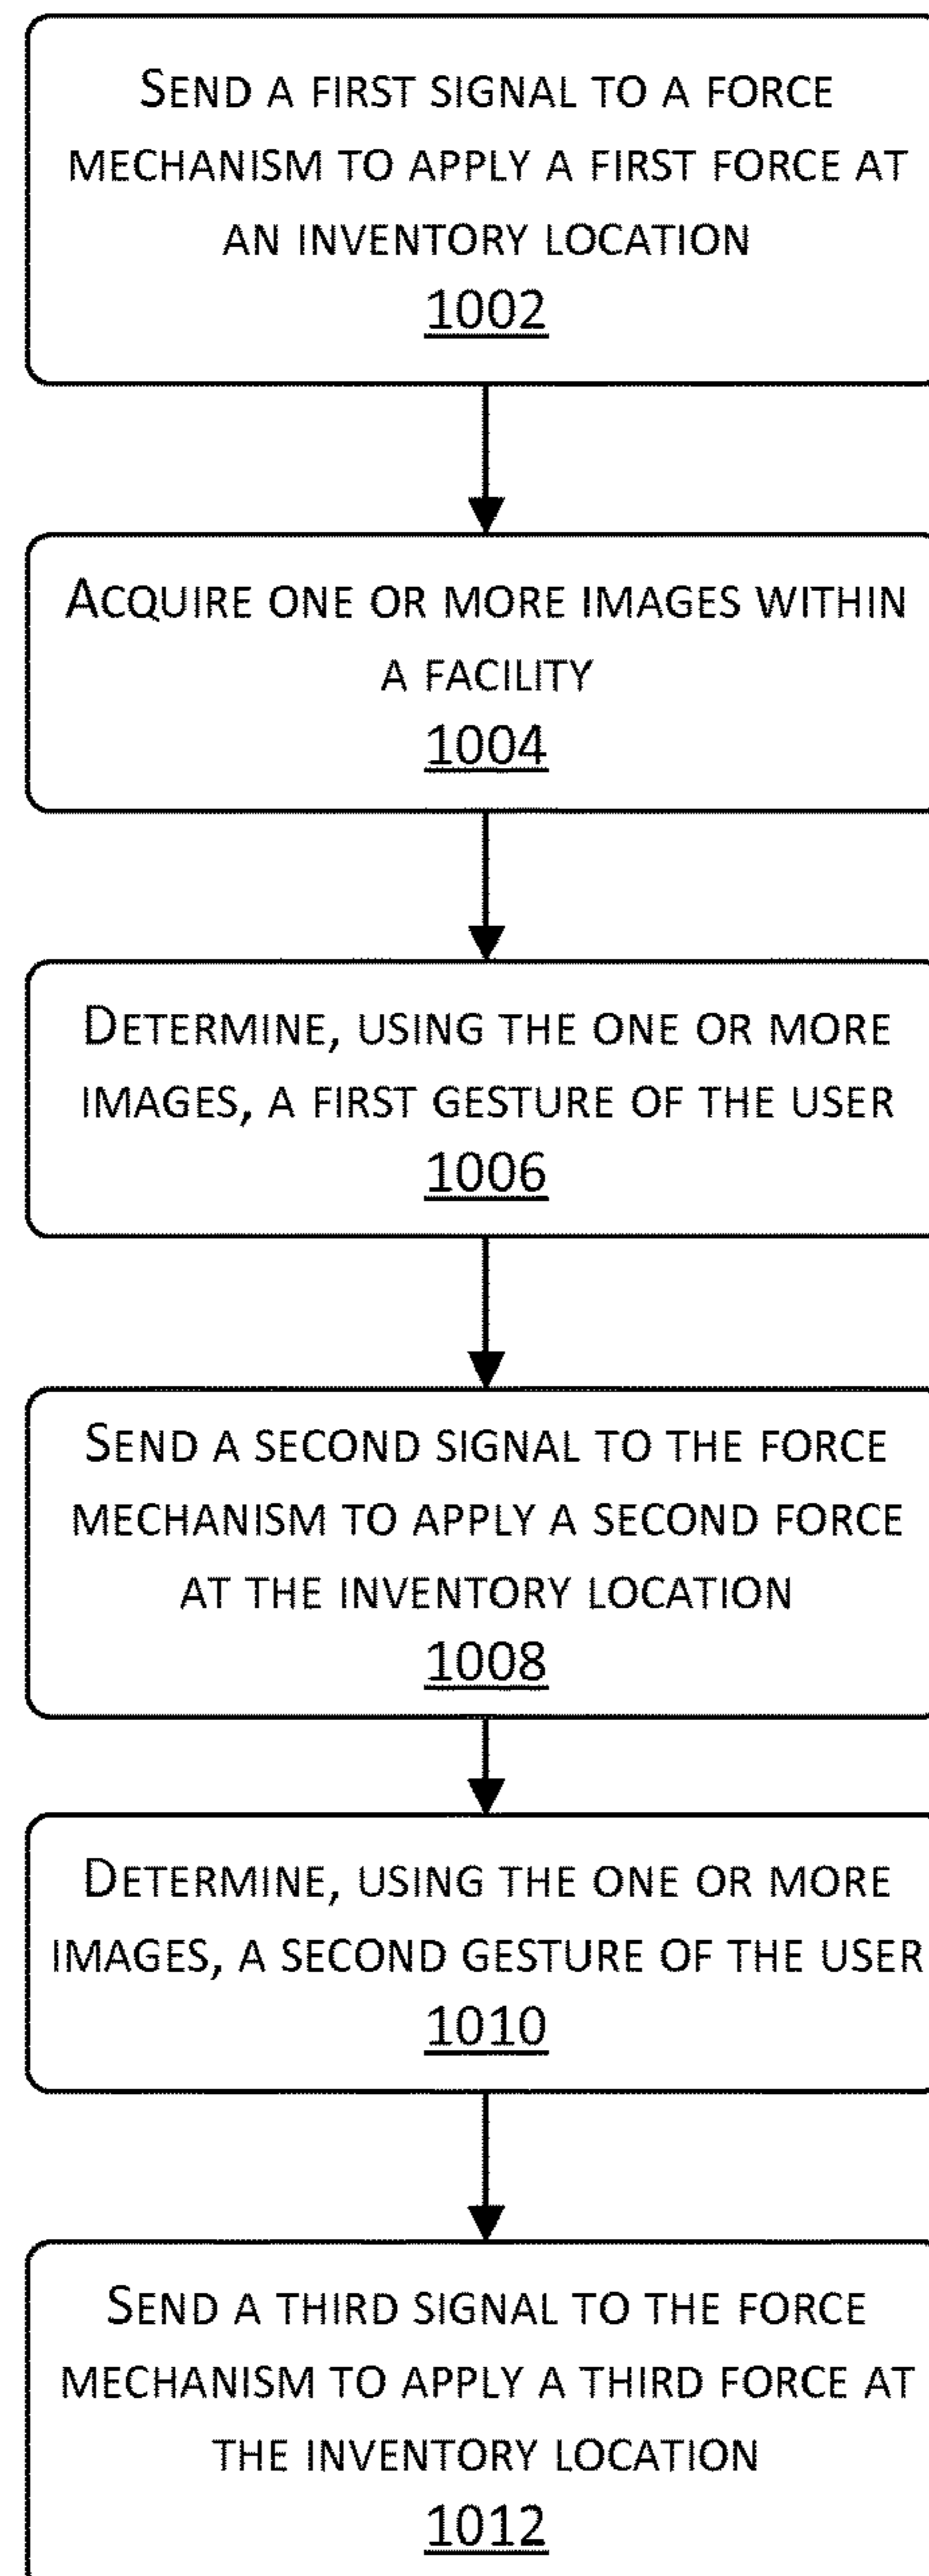 SEND A FIRST SIGNAL TO A FORCE
MECHANISM TO APPLY A FIRST FORCE AT
AN INVENTORY LOCATION
1002
ACQUIRE ONE OR MORE IMAGES WITHIN
A FACILITY
1004
DETERMINE, USING THE ONE OR MORE
IMAGES, A FIRST GESTURE OF THE USER
1006
SEND A SECOND SIGNAL TO THE FORCE
MECHANISM TO APPLY A SECOND FORCE
AT THE INVENTORY LOCATION
1008
DETERMINE, USING THE ONE OR MORE
IMAGES, A SECOND GESTURE OF THE USER
1010
SEND A THIRD SIGNAL TO THE FORCE
MECHANISM TO APPLY A THIRD FORCE AT
THE INVENTORY LOCATION
1012